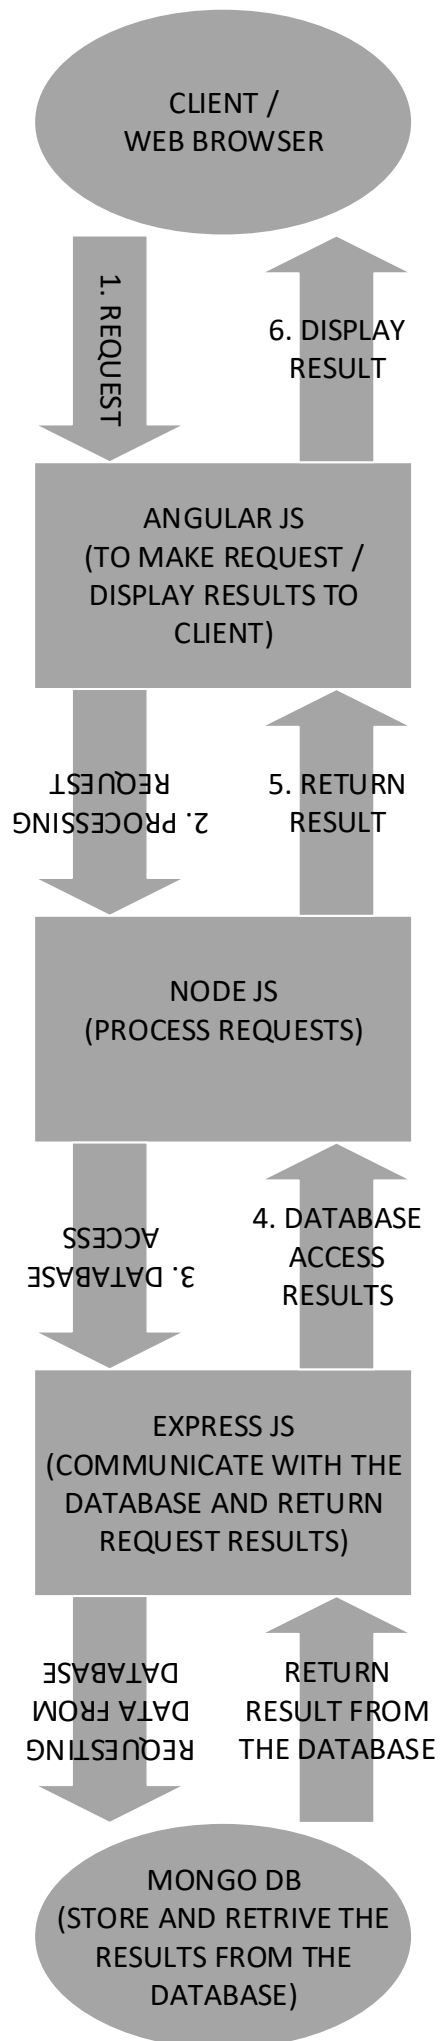 CLIENT /
WEB BROWSER
1. REQUEST
6. DISPLAY
RESULT
ANGULAR JS
(TO MAKE REQUEST /
DISPLAY RESULTS TO
CLIENT)
2. PROCESSING
REQUEST
5. RETURN
RESULT
NODE JS
(PROCESS REQUESTS)
3. DATABASE
ACCESS
4. DATABASE
ACCESS
RESULTS
EXPRESS JS
(COMMUNICATE WITH THE
DATABASE AND RETURN
REQUEST RESULTS)
REQUESTING
DATA FROM
DATABASE
RETURN
RESULT FROM
THE DATABASE
MONGO DB
(STORE AND RETRIVE THE
RESULTS FROM THE
DATABASE)